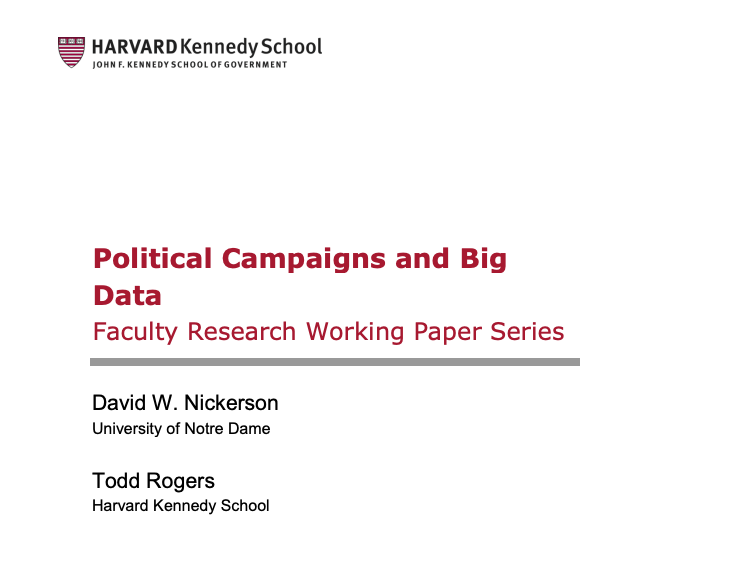 HARVARD Kennedy School
JOHN F. KENNEDY SCHOOL OF GOVERNMENT
Political Campaigns and Big
Data
Faculty Research Working Paper Series
David W. Nickerson
University of Notre Dame
Todd Rogers
Harvard Kennedy School